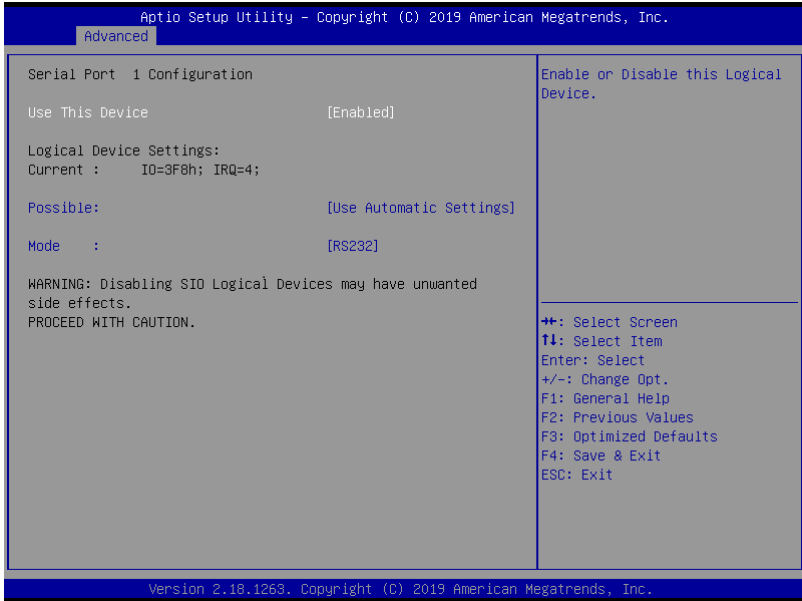 Aptio Setup Utility – Copyright (C) 2019 American Megatrends, Inc.
Advanced
Serial Port 1 Configuration
Use This Device [Enabled]
Logical Device Settings:
Current : IO=3F8h; IRQ=4;
Possible: [Use Automatic Settings]
Mode : [RS232]
WARNING: Disabling SIO Logical Devices may have unwanted
side effects.
PROCEED WITH CAUTION.
Enable or Disable this Logical
Device.
→←: Select Screen
↑↓: Select Item
Enter: Select
+/-: Change Opt.
F1: General Help
F2: Previous Values
F3: Optimized Defaults
F4: Save & Exit
ESC: Exit
Version 2.18.1263. Copyright (C) 2019 American Megatrends, Inc.